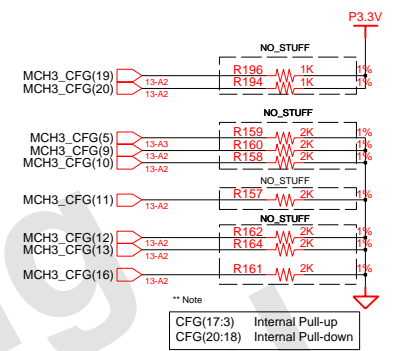 P3.3V
NO_STUFF
MCH3_CFG(19) 13-A2 R196 1K 1%
MCH3_CFG(20) 13-A2 R194 1K 1%
NO_STUFF
MCH3_CFG(5) 13-A3 R159 2K 1%
MCH3_CFG(9) 13-A2 R160 2K 1%
MCH3_CFG(10) 13-A2 R158 2K 1%
NO_STUFF
MCH3_CFG(11) 13-A2 R157 2K 1%
NO_STUFF
MCH3_CFG(12) 13-A2 R162 2K 1%
MCH3_CFG(13) 13-A2 R164 2K 1%
MCH3_CFG(16) 13-A2 R161 2K 1%
** Note
CFG(17:3) Internal Pull-up
CFG(20:18) Internal Pull-down